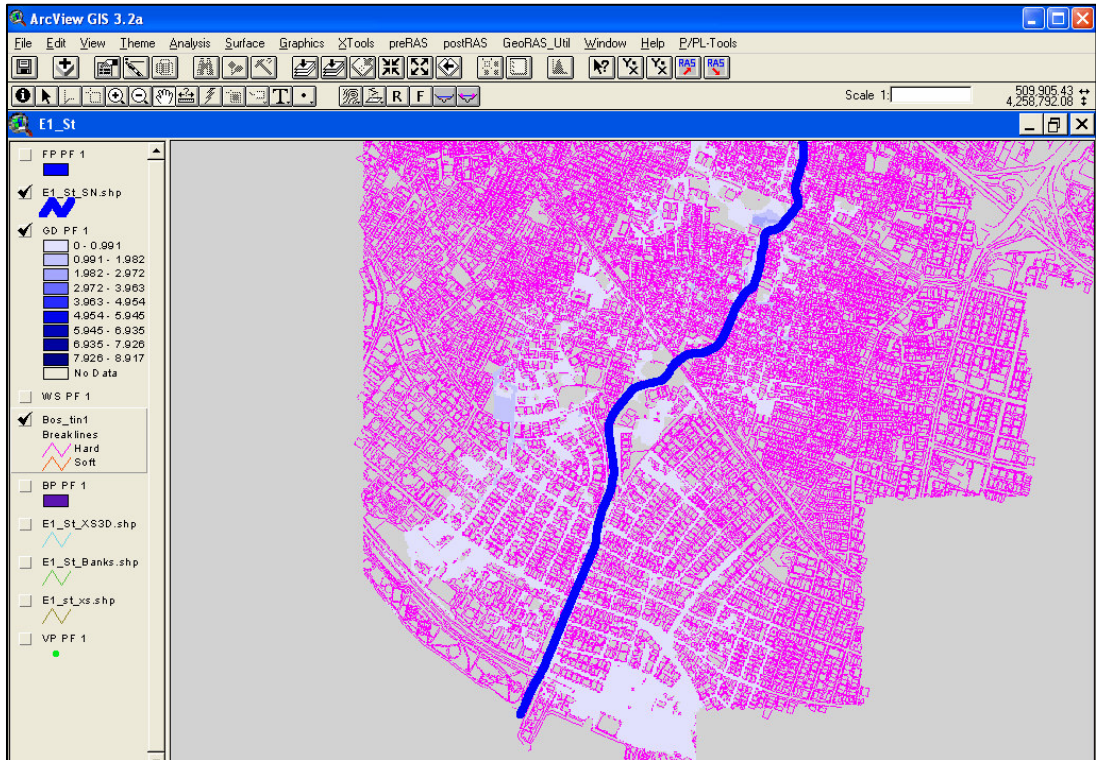 ArcView GIS 3.2a
File Edit View Theme Analysis Surface Graphics XTools preRAS postRAS GeoRAS_Util Window Help P/PL-Tools
RAS RAS
T R F Scale 1: 509,905.43
4,258,792.08
E1_St
FP PF 1
E1_St_SN.shp
GD PF 1
0 - 0.991
0.991 - 1.982
1.982 - 2.972
2.972 - 3.963
3.963 - 4.954
4.954 - 5.945
5.945 - 6.935
6.935 - 7.926
7.926 - 8.917
No Data
WS PF 1
Bos_tin1
Breaklines
Hard
Soft
BP PF 1
E1_St_XS3D.shp
E1_St_Banks.shp
E1_st_xs.shp
VP PF 1